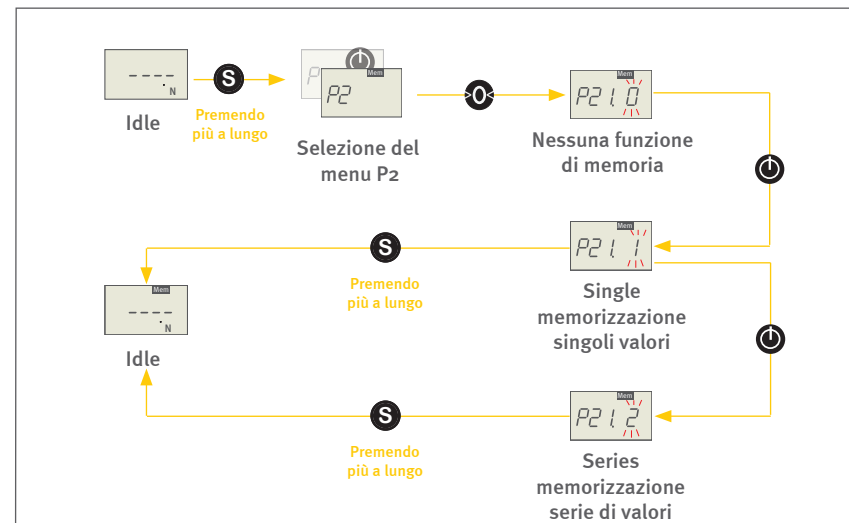 ----
N
Idle
S
Premendo
più a lungo
P
Mem
P2
Selezione del
menu P2
>0<
Mem
P21.0
Nessuna funzione
di memoria
Mem
P21.1
Single
memorizzazione
singoli valori
S
Premendo
più a lungo
Mem
----
N
Idle
Mem
P21.2
Series
memorizzazione
serie di valori
S
Premendo
più a lungo